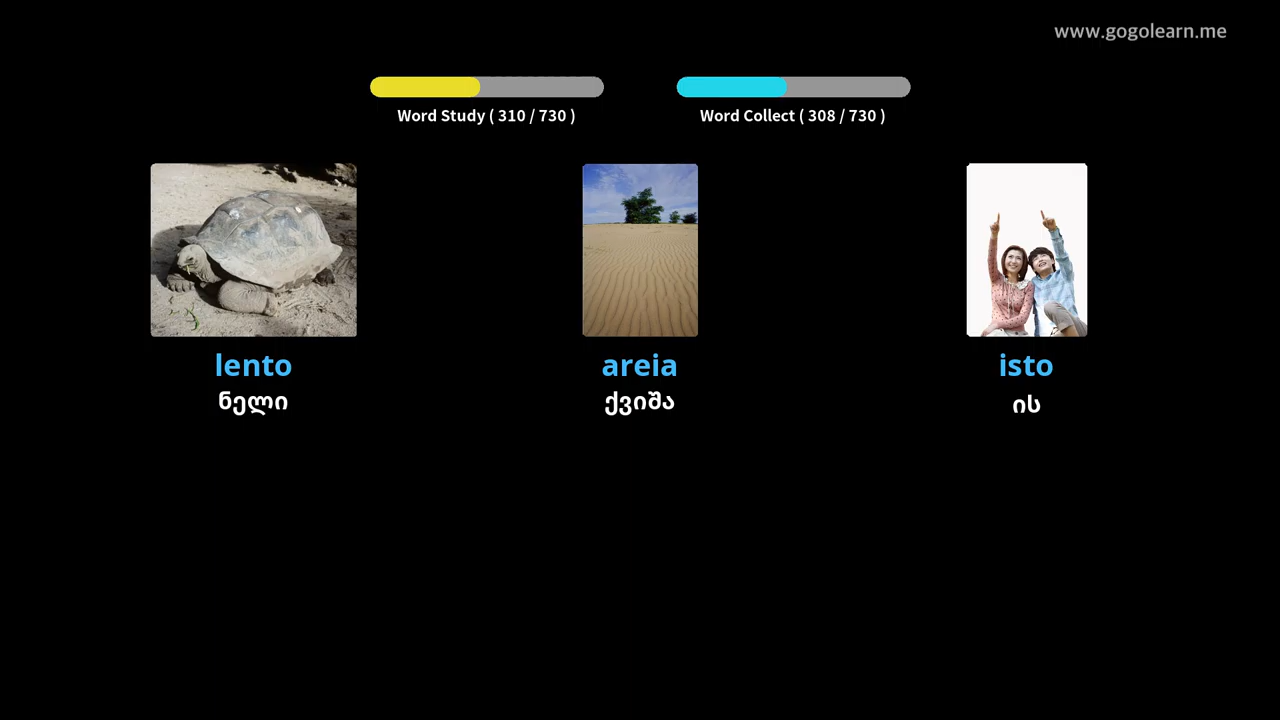 www.gogolearn.me
Word Study ( 310 / 730 )
Word Collect ( 308 / 730 )
lento
ნელი
areia
ქვიშა
isto
ის